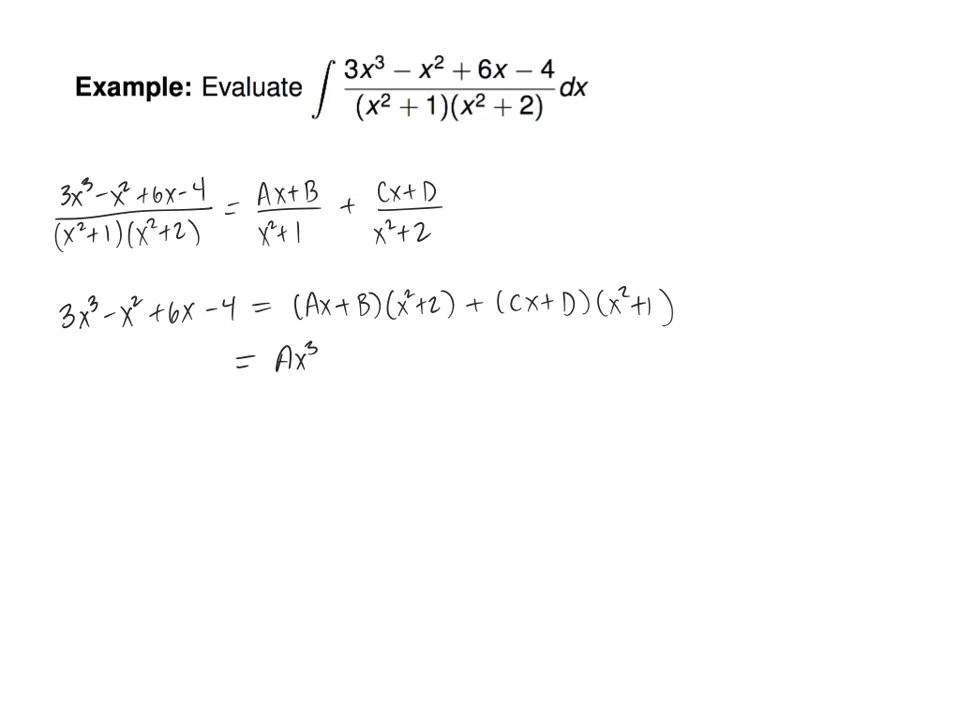 Example: Evaluate ∫ (3x³ − x² + 6x − 4)/((x² + 1)(x² + 2)) dx
(3x³−x²+6x−4)/((x²+1)(x²+2)) = (Ax+B)/(x²+1) + (Cx+D)/(x²+2)
3x³−x²+6x−4 = (Ax+B)(x²+2) + (Cx+D)(x²+1)
= Ax³